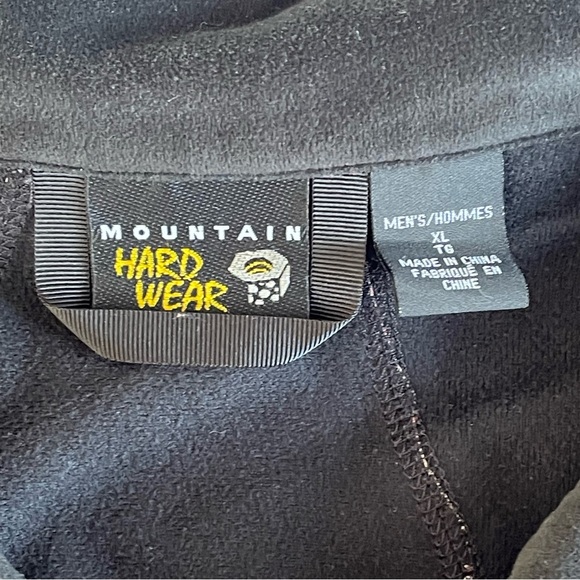 MOUNTAIN
HARD
WEAR
MEN'S/HOMMES
XL
TG
MADE IN CHINA
FABRIQUÉ EN
CHINE